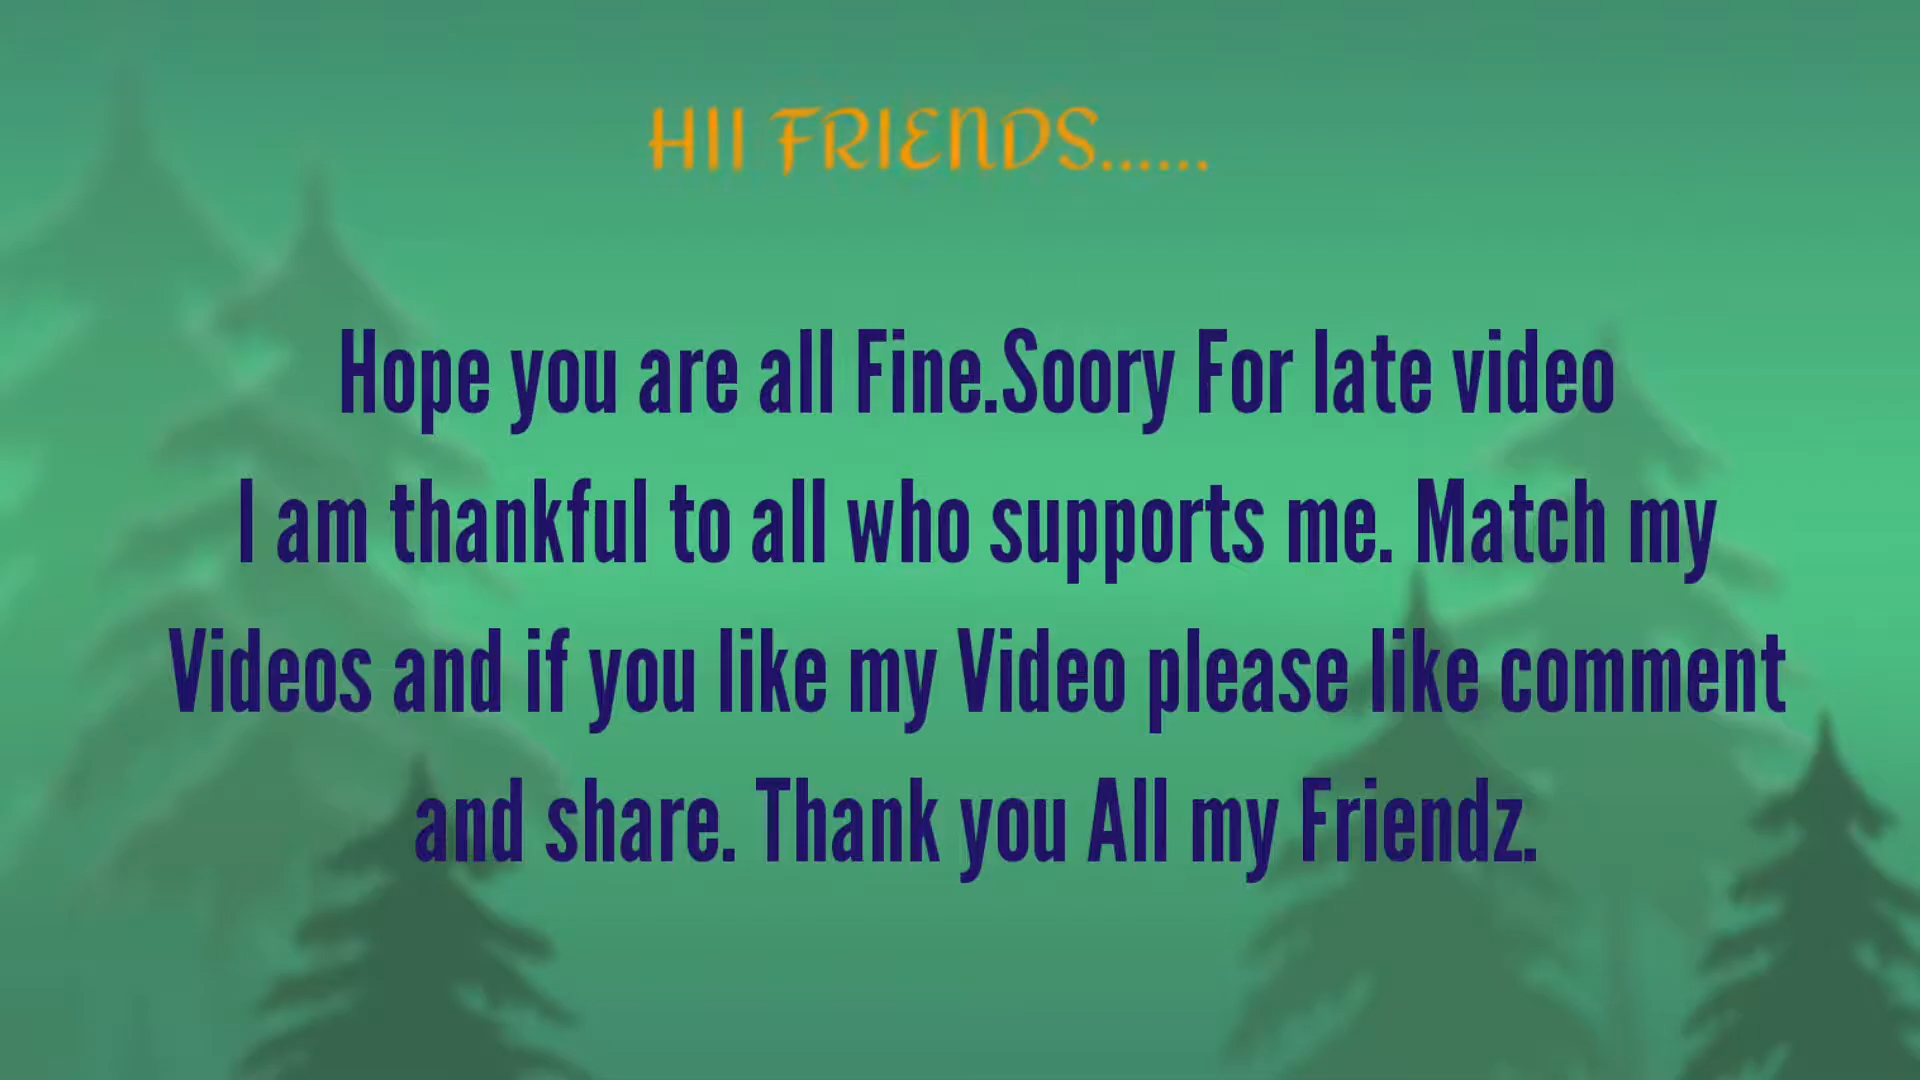 HII FRIENDS......
Hope you are all Fine.Soory For late video
I am thankful to all who supports me. Match my
Videos and if you like my Video please like comment
and share. Thank you All my Friendz.